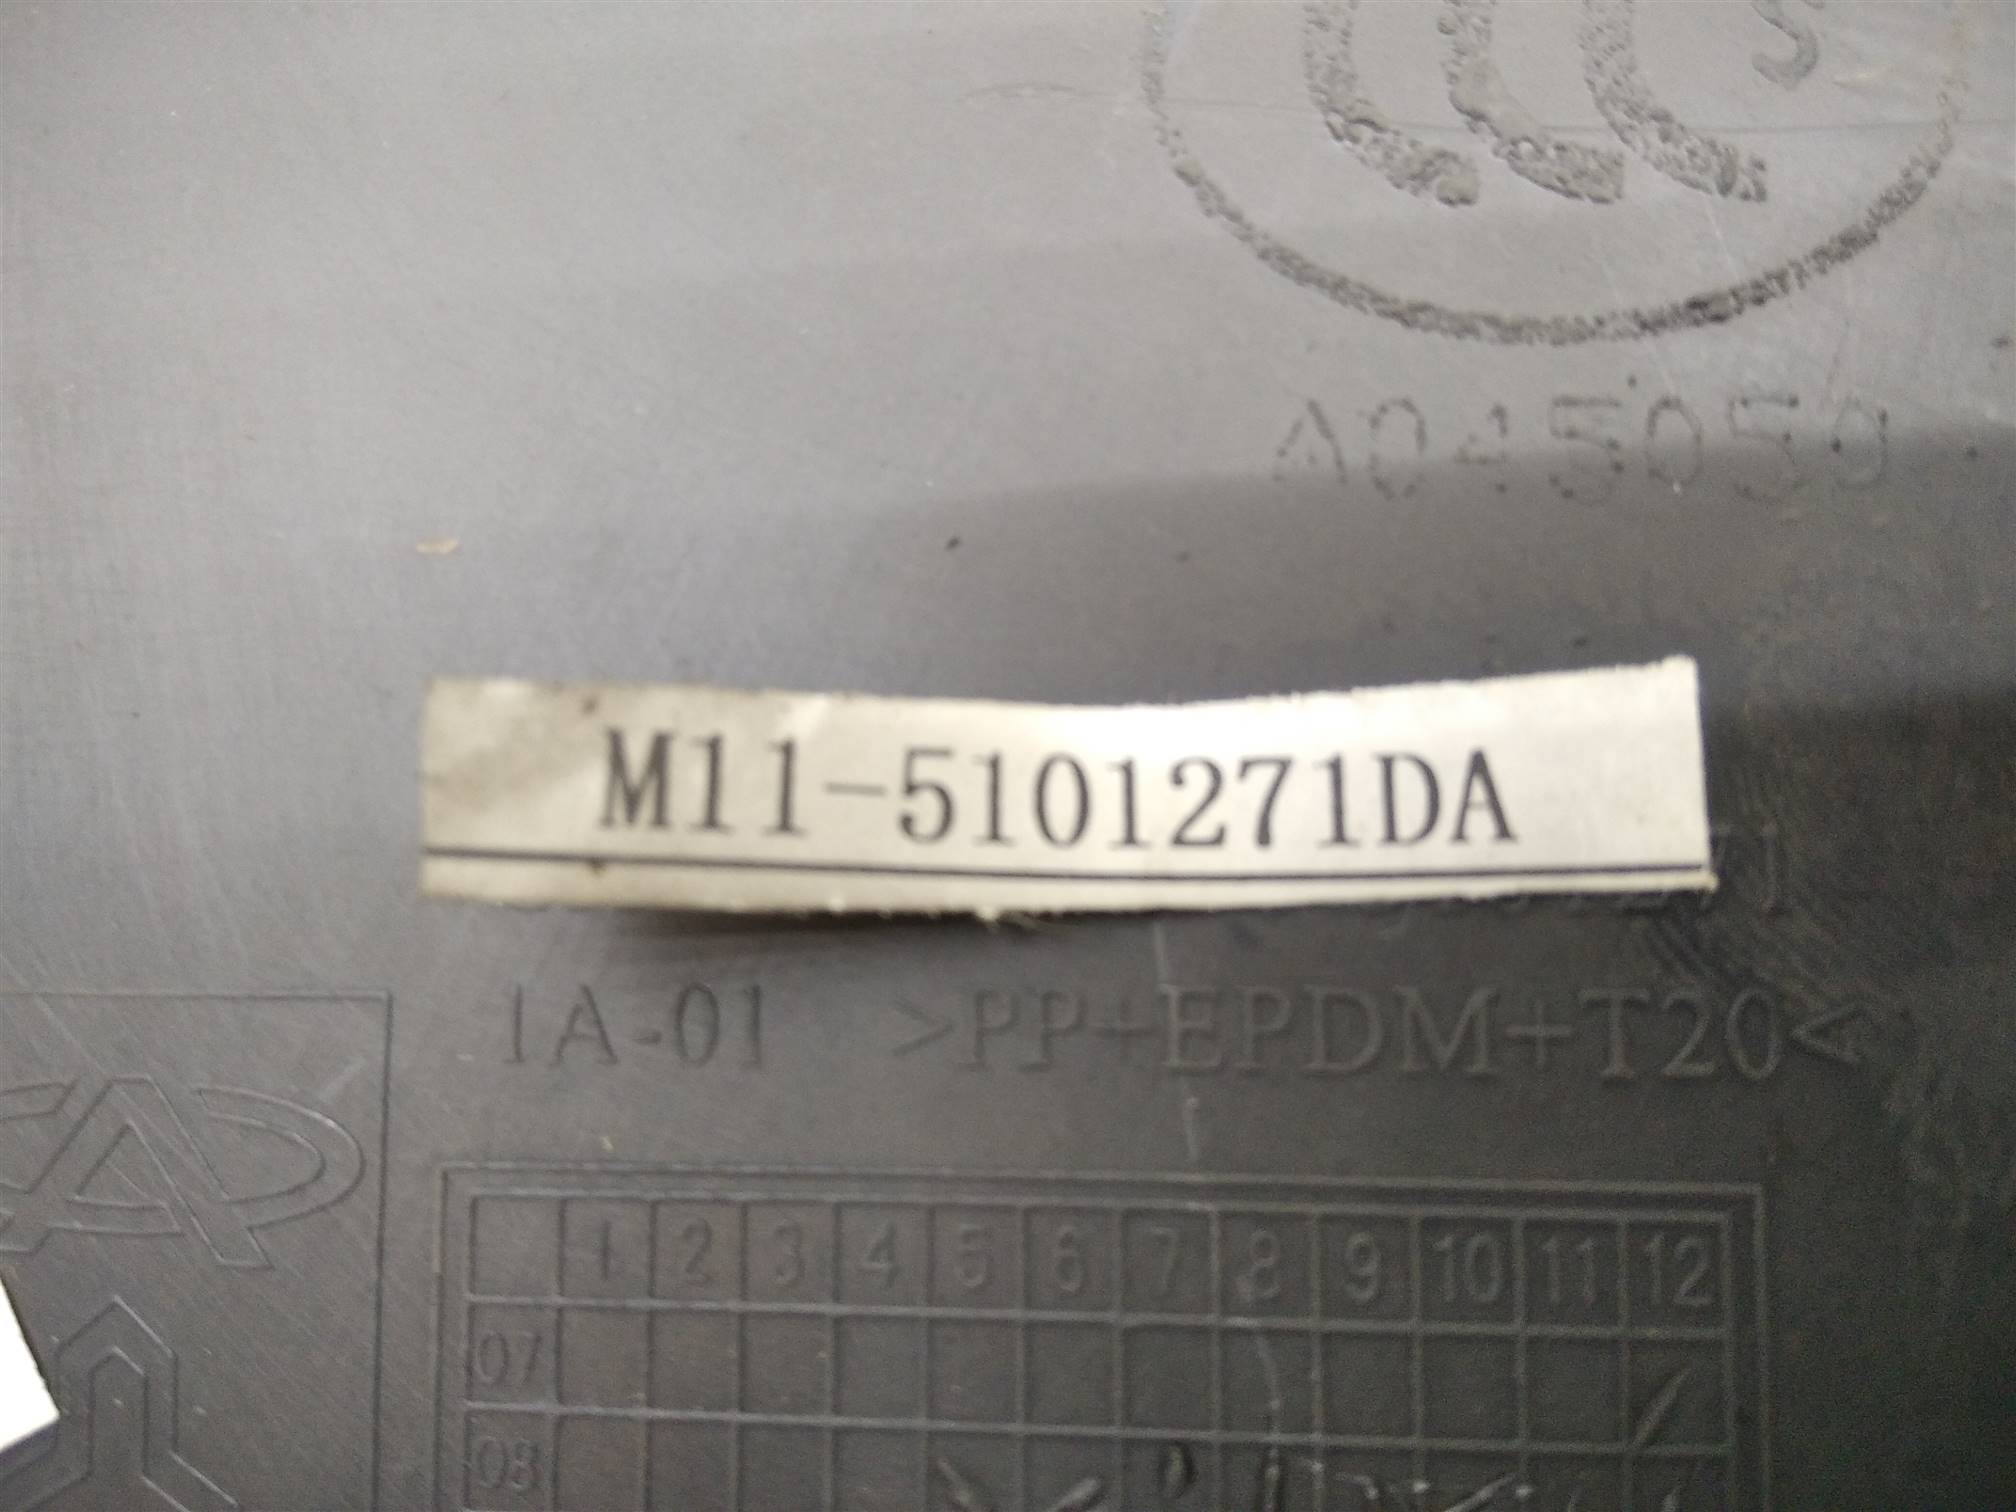 S
A045059
M11-5101271DA
1A-01 >PP+EPDM+T20<
1 2 3 4 5 6 7 8 9 10 11 12
07
08